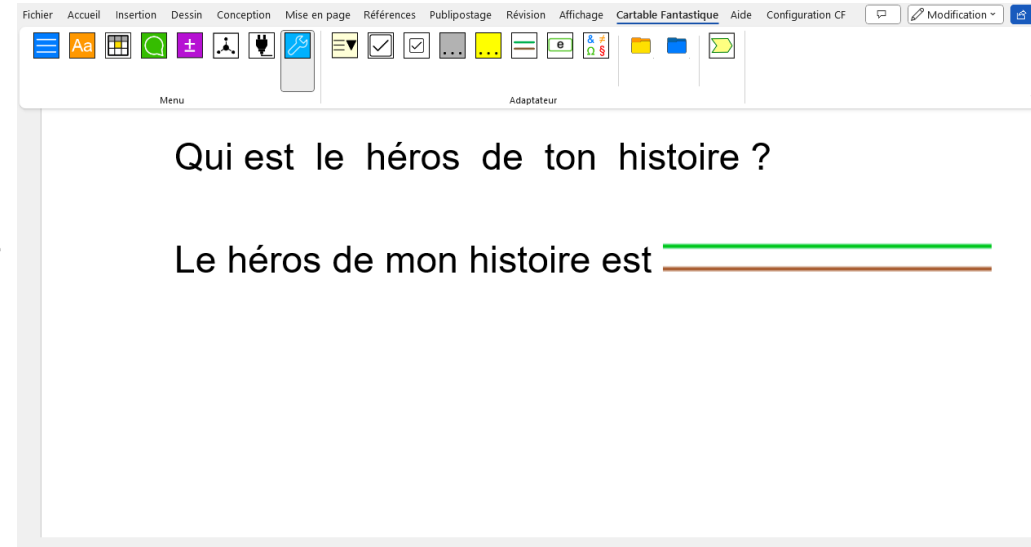 Fichier Accueil Insertion Dessin Conception Mise en page Références Publipostage Révision Affichage Cartable Fantastique Aide Configuration CF Modification
Aa ± ... ... e & ≠ Ω §
Menu Adaptateur
Qui est le héros de ton histoire ?
Le héros de mon histoire est